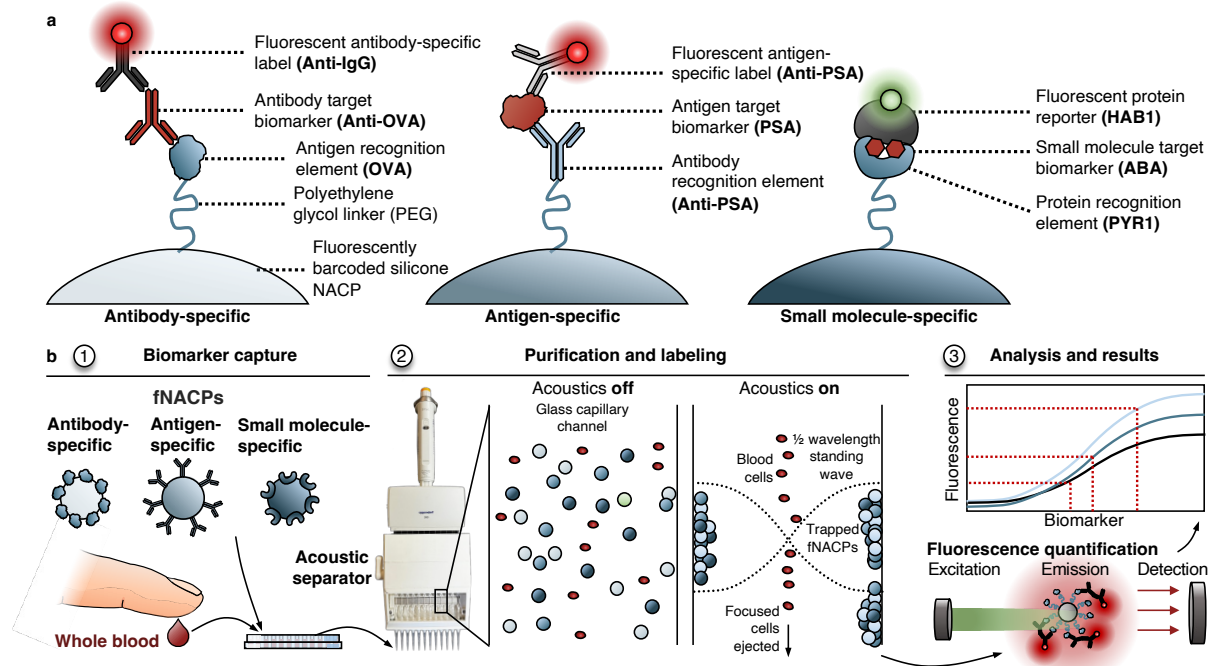 a
Fluorescent antibody-specific
label (Anti-IgG)
Antibody target
biomarker (Anti-OVA)
Antigen recognition
element (OVA)
Polyethylene
glycol linker (PEG)
Fluorescently
barcoded silicone
NACP
Antibody-specific
Fluorescent antigen-
specific label (Anti-PSA)
Antigen target
biomarker (PSA)
Antibody
recognition element
(Anti-PSA)
Antigen-specific
Fluorescent protein
reporter (HAB1)
Small molecule target
biomarker (ABA)
Protein recognition
element (PYR1)
Small molecule-specific
b 1 Biomarker capture
fNACPs
Antibody-
specific
Antigen-
specific
Small molecule-
specific
Whole blood
2 Purification and labeling
Acoustic
separator
Acoustics off
Glass capillary
channel
Acoustics on
½ wavelength
standing
wave
Blood
cells
Trapped
fNACPs
Focused
cells
ejected
3 Analysis and results
Fluorescence
Biomarker
Fluorescence quantification
Excitation Emission Detection